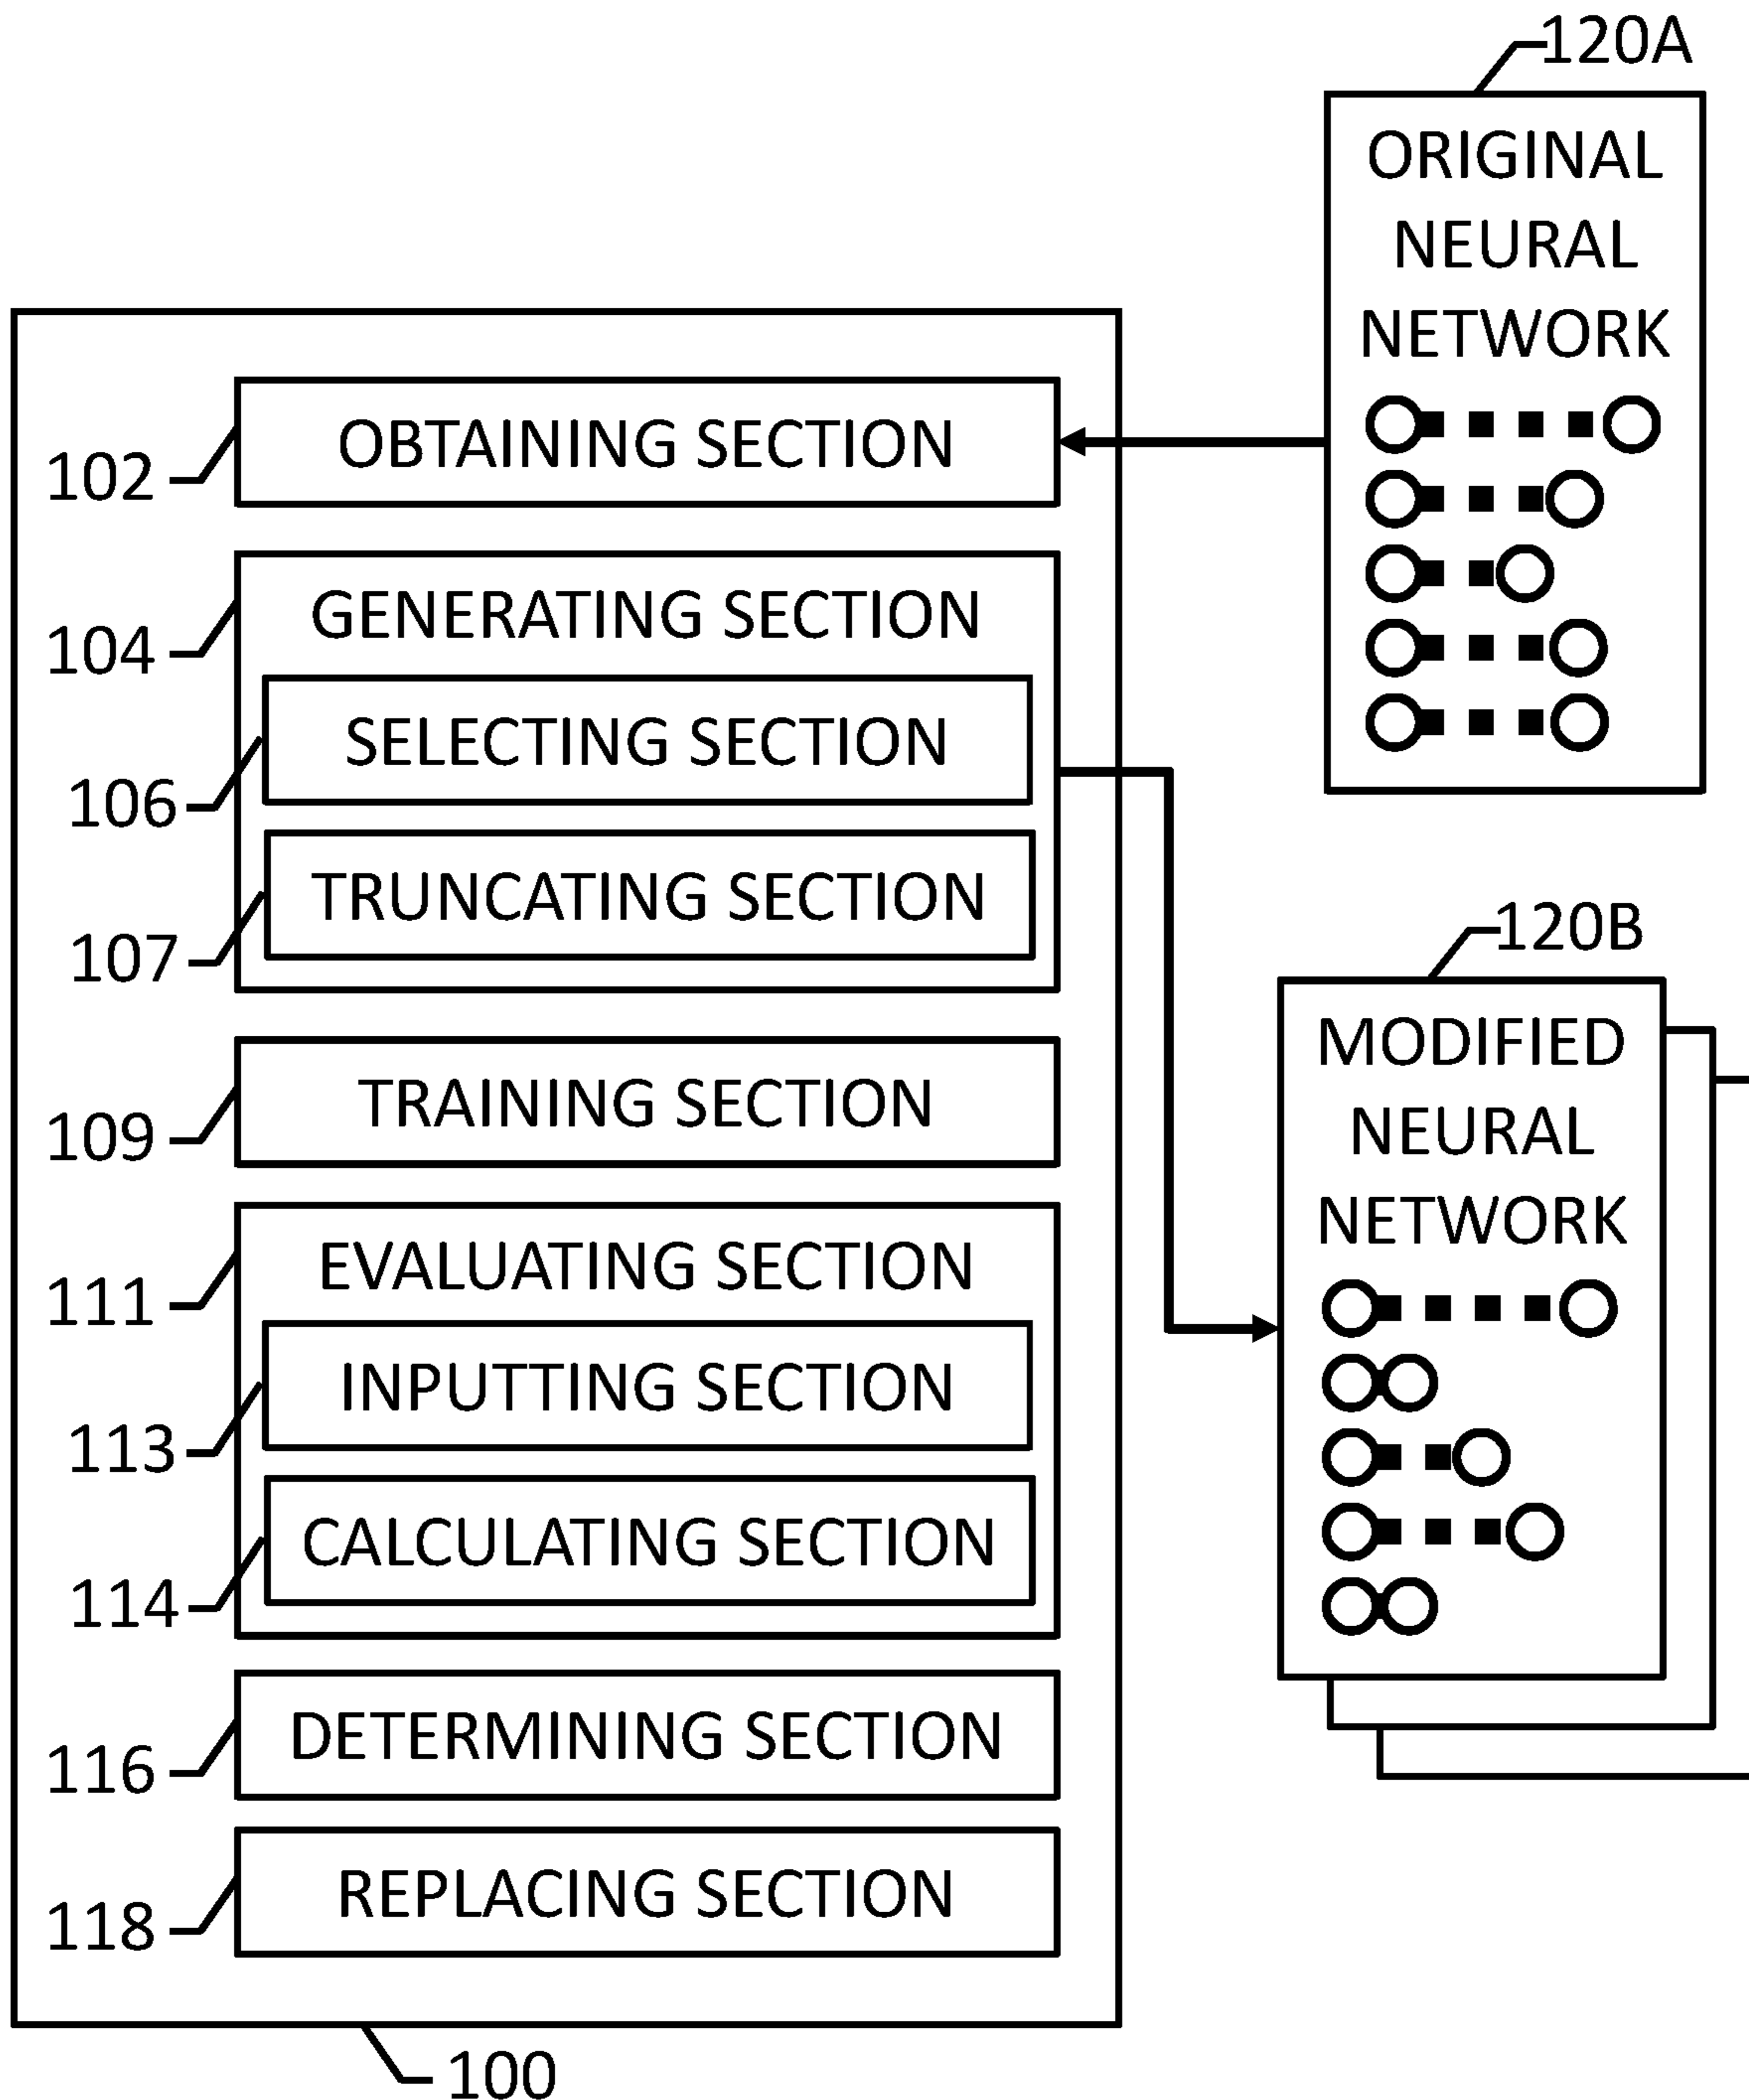 120A
ORIGINAL
NEURAL
NETWORK
OBTAINING SECTION
102
GENERATING SECTION
104
SELECTING SECTION
106
TRUNCATING SECTION
107
120B
MODIFIED
NEURAL
NETWORK
TRAINING SECTION
109
EVALUATING SECTION
111
INPUTTING SECTION
113
CALCULATING SECTION
114
DETERMINING SECTION
116
REPLACING SECTION
118
100